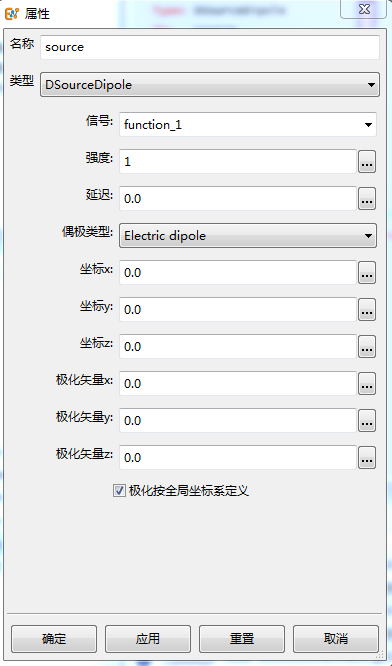 属性
名称 source
类型 DSourceDipole
信号: function_1
强度: 1 ...
延迟: 0.0 ...
偶极类型: Electric dipole
坐标x: 0.0 ...
坐标y: 0.0 ...
坐标z: 0.0 ...
极化矢量x: 0.0 ...
极化矢量y: 0.0 ...
极化矢量z: 0.0 ...
极化按全局坐标系定义
确定 应用 重置 取消